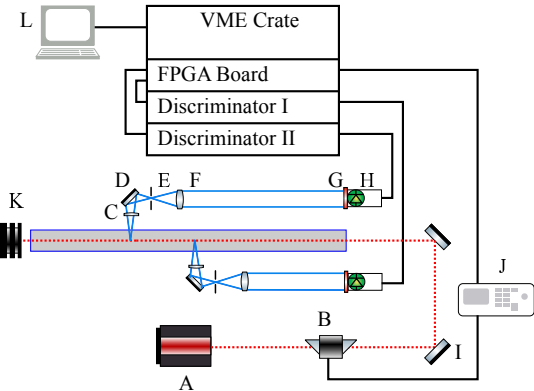 L
VME Crate
FPGA Board
Discriminator I
Discriminator II
D
E
F
G
H
K
C
J
B
I
A